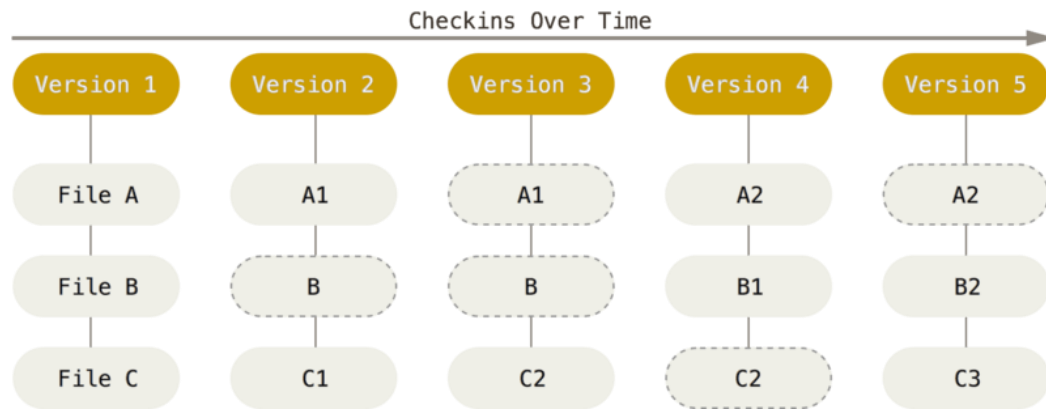 Checkins Over Time
Version 1 Version 2 Version 3 Version 4 Version 5
File A A1 A1 A2 A2
File B B B B1 B2
File C C1 C2 C2 C3